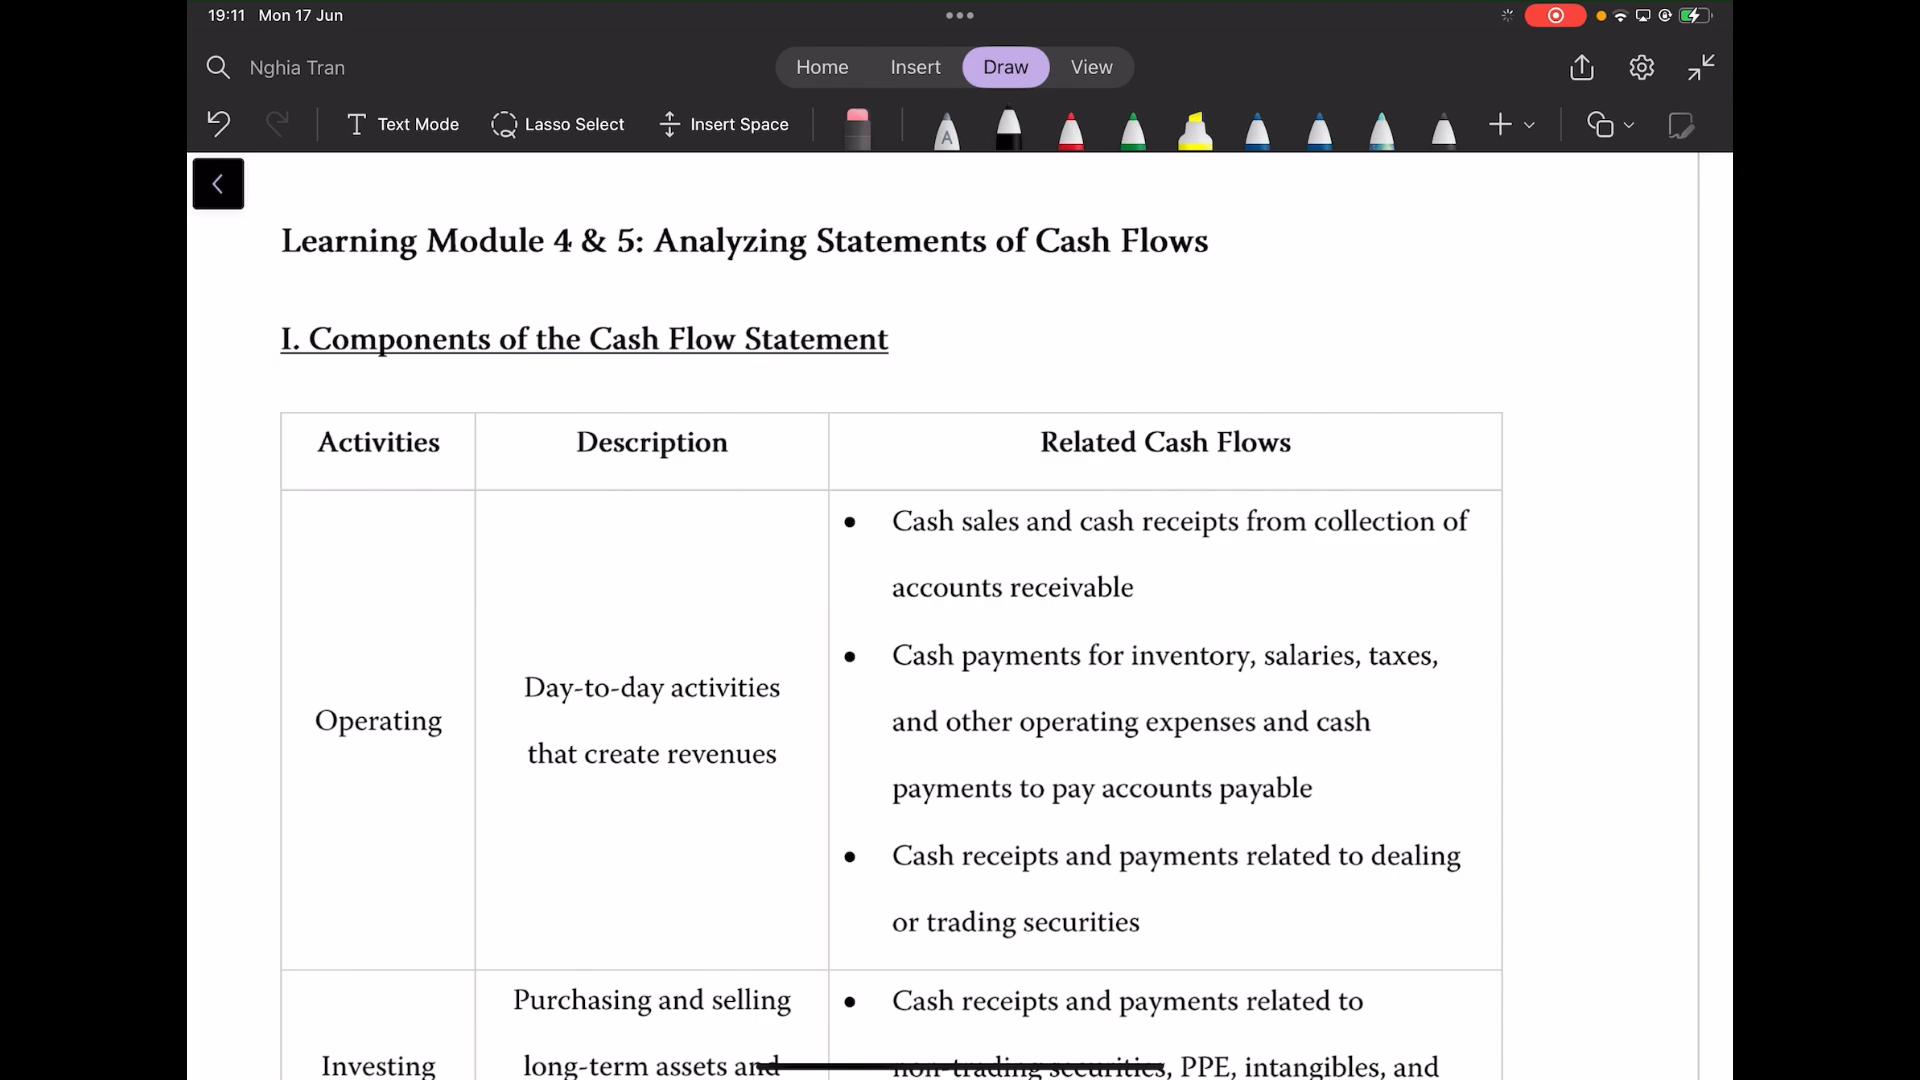 19:11 Mon 17 Jun
Nghia Tran
Home Insert Draw View
Text Mode Lasso Select Insert Space
A
Learning Module 4 & 5: Analyzing Statements of Cash Flows
I. Components of the Cash Flow Statement
Activities Description Related Cash Flows
Operating
Day-to-day activities
that create revenues
• Cash sales and cash receipts from collection of
accounts receivable
• Cash payments for inventory, salaries, taxes,
and other operating expenses and cash
payments to pay accounts payable
• Cash receipts and payments related to dealing
or trading securities
Investing
Purchasing and selling
long-term assets and
• Cash receipts and payments related to
non-trading securities, PPE, intangibles, and